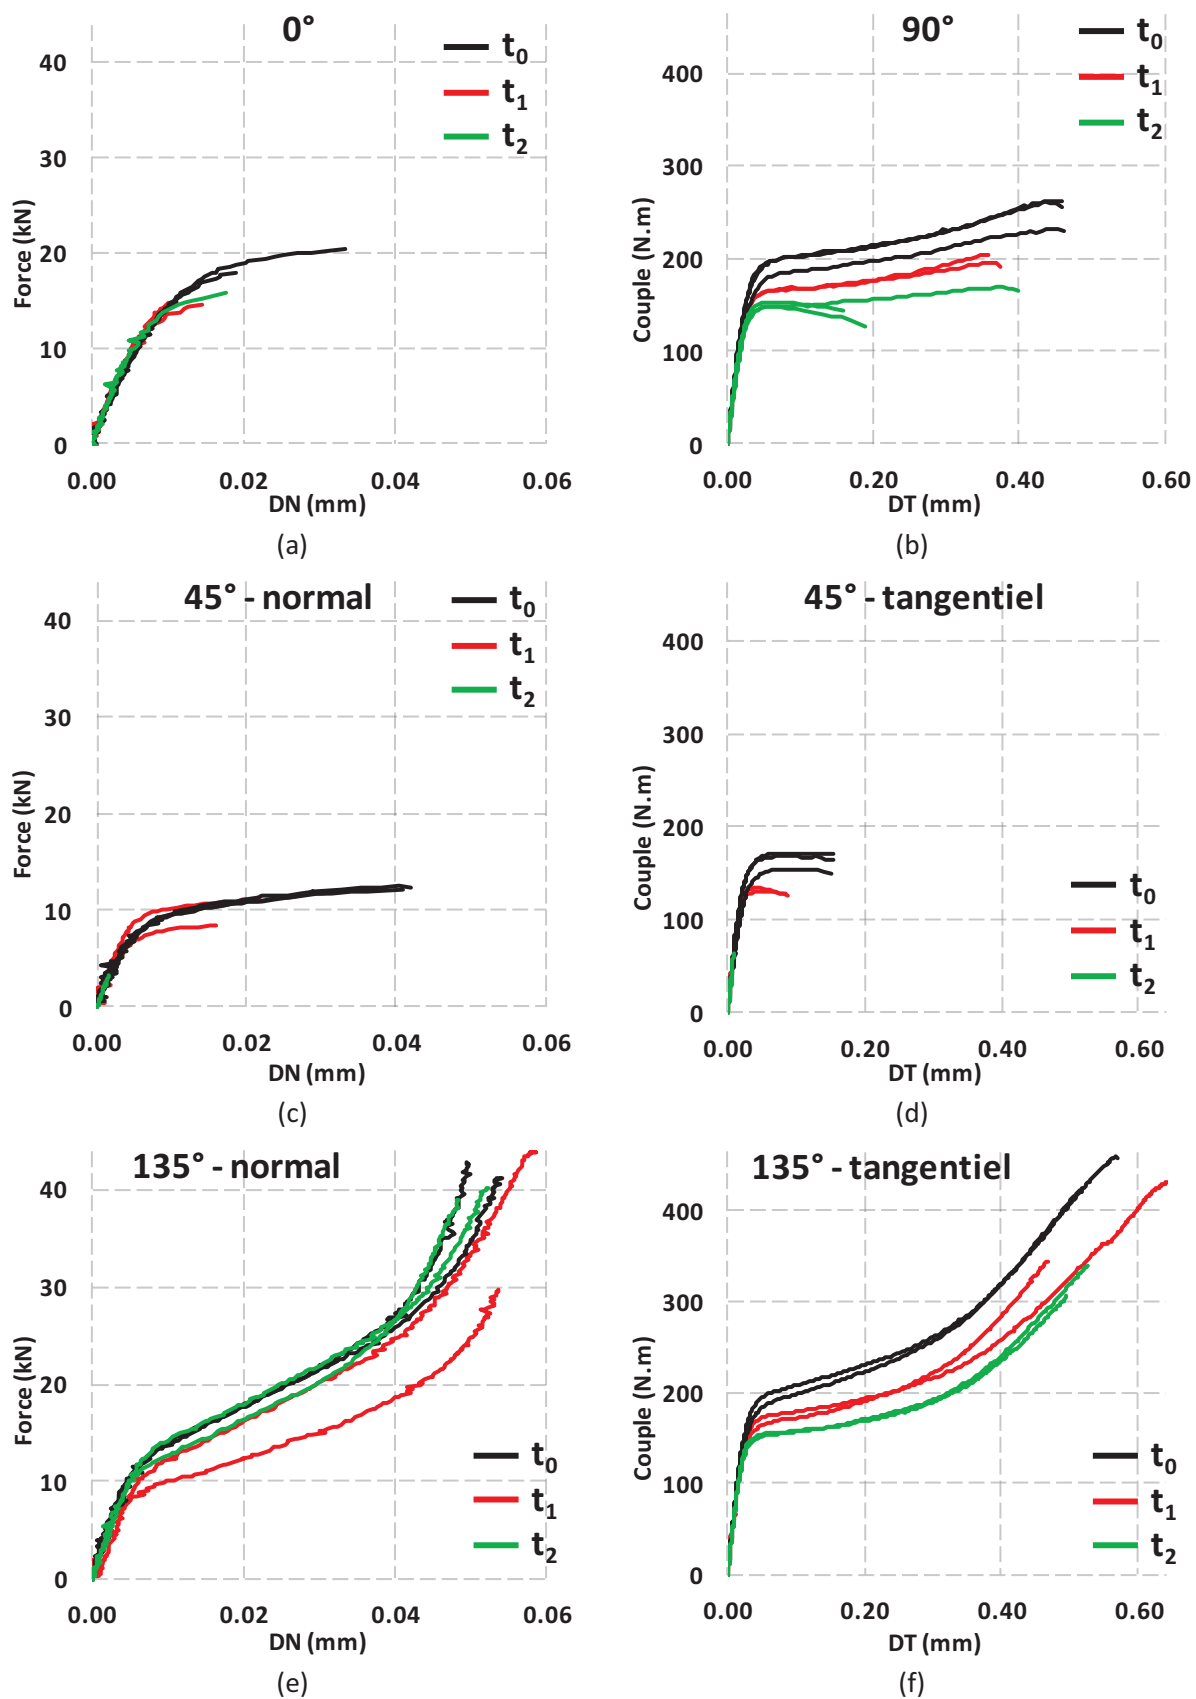 0°
t0
t1
t2
40
30
20
10
0
0.00 0.02 0.04 0.06
Force (kN)
DN (mm)
(a)
90°
t0
t1
t2
400
300
200
100
0
0.00 0.20 0.40 0.60
Couple (N.m)
DT (mm)
(b)
45° - normal
t0
t1
t2
40
30
20
10
0
0.00 0.02 0.04 0.06
Force (kN)
DN (mm)
(c)
45° - tangentiel
400
300
200
100
0
t0
t1
t2
0.00 0.20 0.40 0.60
Couple (N.m)
DT (mm)
(d)
135° - normal
40
30
20
10
0
t0
t1
t2
0.00 0.02 0.04 0.06
Force (kN)
DN (mm)
(e)
135° - tangentiel
400
300
200
100
0
t0
t1
t2
0.00 0.20 0.40 0.60
Couple (N.m)
DT (mm)
(f)